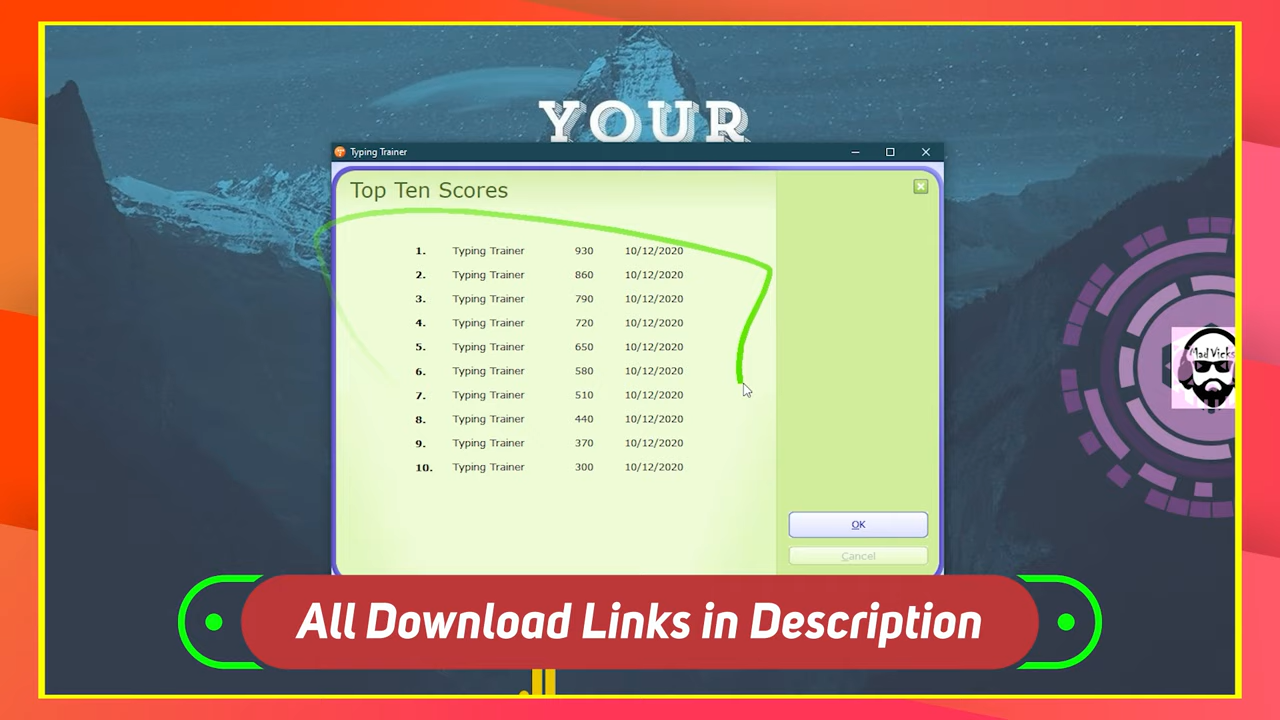 YOUR
Typing Trainer
Top Ten Scores
1. Typing Trainer 930 10/12/2020
2. Typing Trainer 860 10/12/2020
3. Typing Trainer 790 10/12/2020
4. Typing Trainer 720 10/12/2020
5. Typing Trainer 650 10/12/2020
6. Typing Trainer 580 10/12/2020
7. Typing Trainer 510 10/12/2020
8. Typing Trainer 440 10/12/2020
9. Typing Trainer 370 10/12/2020
10. Typing Trainer 300 10/12/2020
Mad Vicks
OK
Cancel
All Download Links in Description